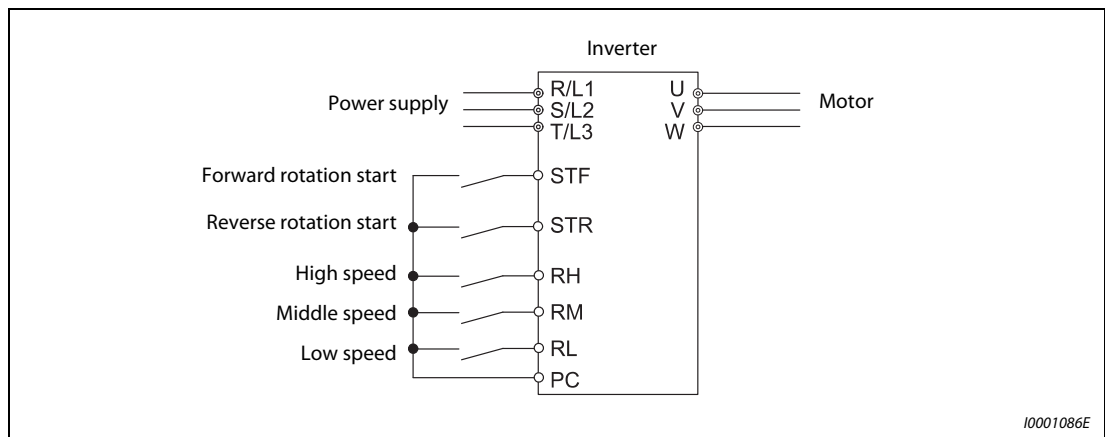 Inverter
Power supply
R/L1
S/L2
T/L3
U
V
W
Motor
Forward rotation start
STF
Reverse rotation start
STR
High speed
RH
Middle speed
RM
Low speed
RL
PC
I0001086E